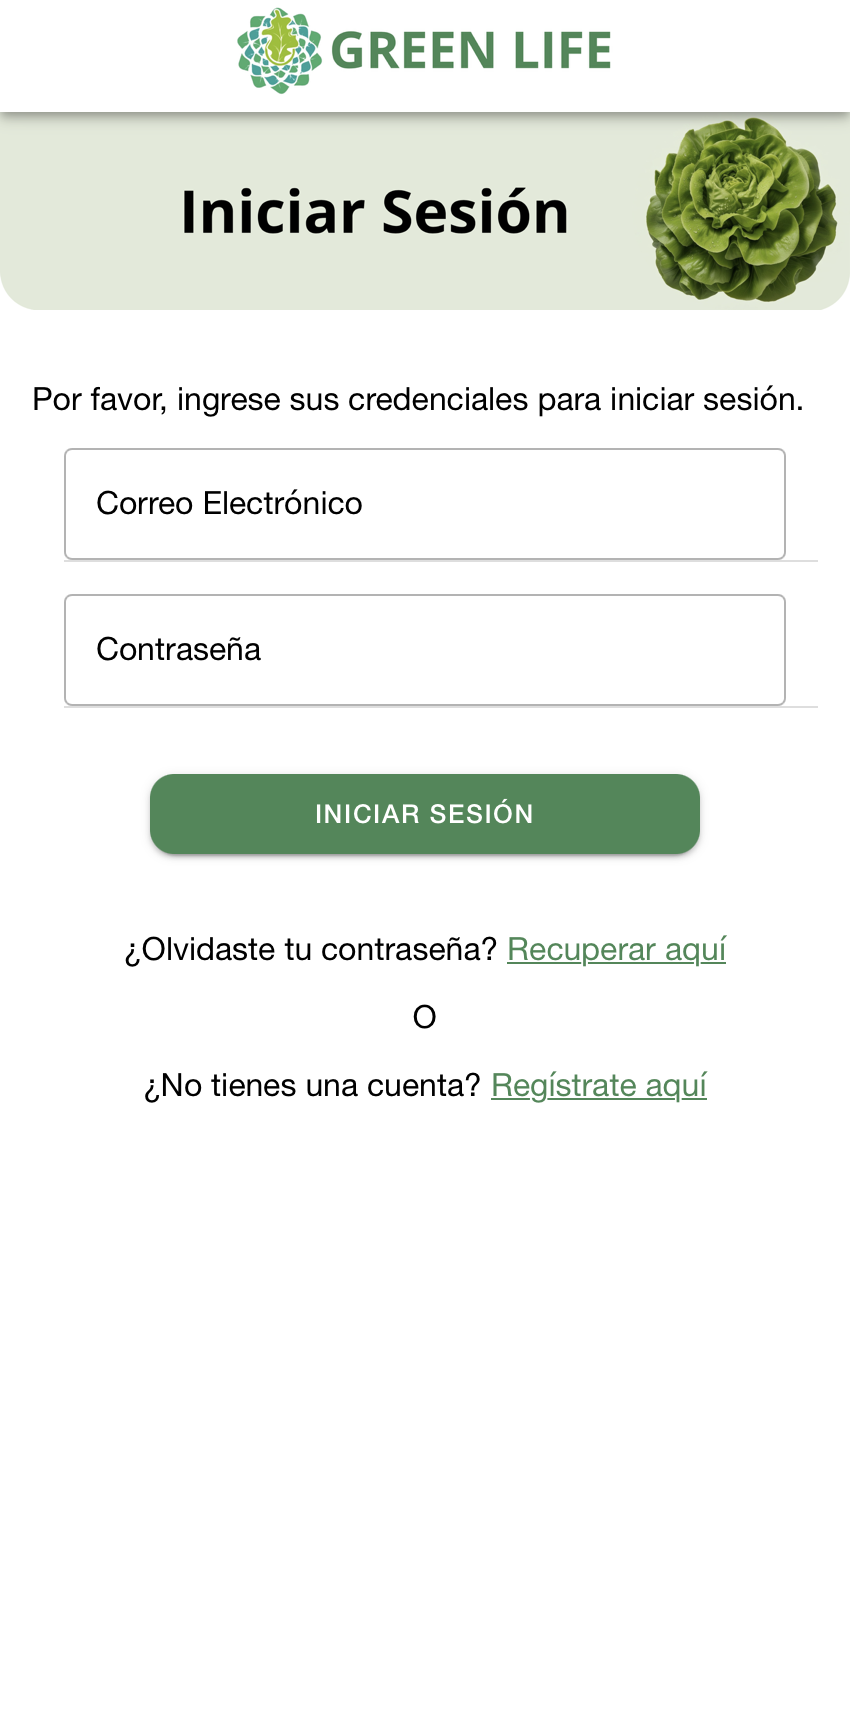 GREEN LIFE
Iniciar Sesión
Por favor, ingrese sus credenciales para iniciar sesión.
Correo Electrónico
Contraseña
INICIAR SESIÓN
¿Olvidaste tu contraseña? Recuperar aquí
O
¿No tienes una cuenta? Regístrate aquí